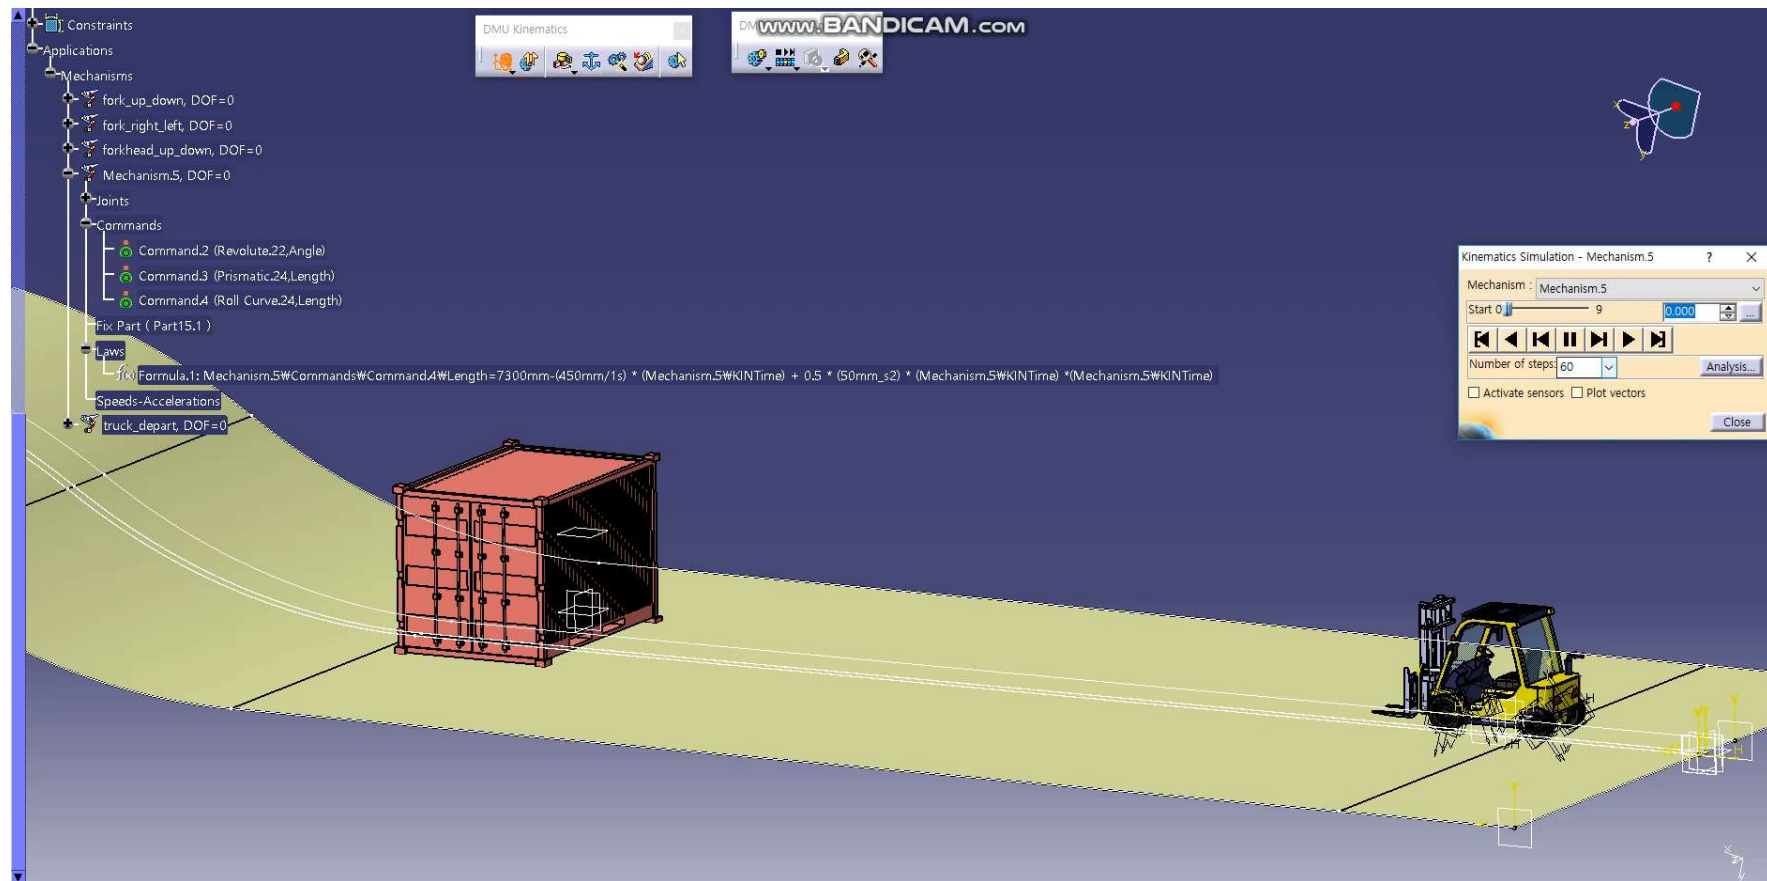 Constraints
Applications
Mechanisms
fork_up_down, DOF=0
fork_right_left, DOF=0
forkhead_up_down, DOF=0
Mechanism.5, DOF=0
Joints
Commands
Command.2 (Revolute.22,Angle)
Command.3 (Prismatic.24,Length)
Command.4 (Roll Curve.24,Length)
Fix Part ( Part15.1 )
Laws
f(x) Formula.1: Mechanism.5₩Commands₩Command.4₩Length=7300mm-(450mm/1s) * (Mechanism.5₩KINTime) + 0.5 * (50mm_s2) * (Mechanism.5₩KINTime) *(Mechanism.5₩KINTime)
Speeds-Accelerations
truck_depart, DOF=0
DMU Kinematics
DM
www.BANDICAM.com
x
z
y
Kinematics Simulation - Mechanism.5 ? X
Mechanism : Mechanism.5
Start 0 9 0.000 ...
Number of steps: 60 Analysis...
Activate sensors Plot vectors
Close